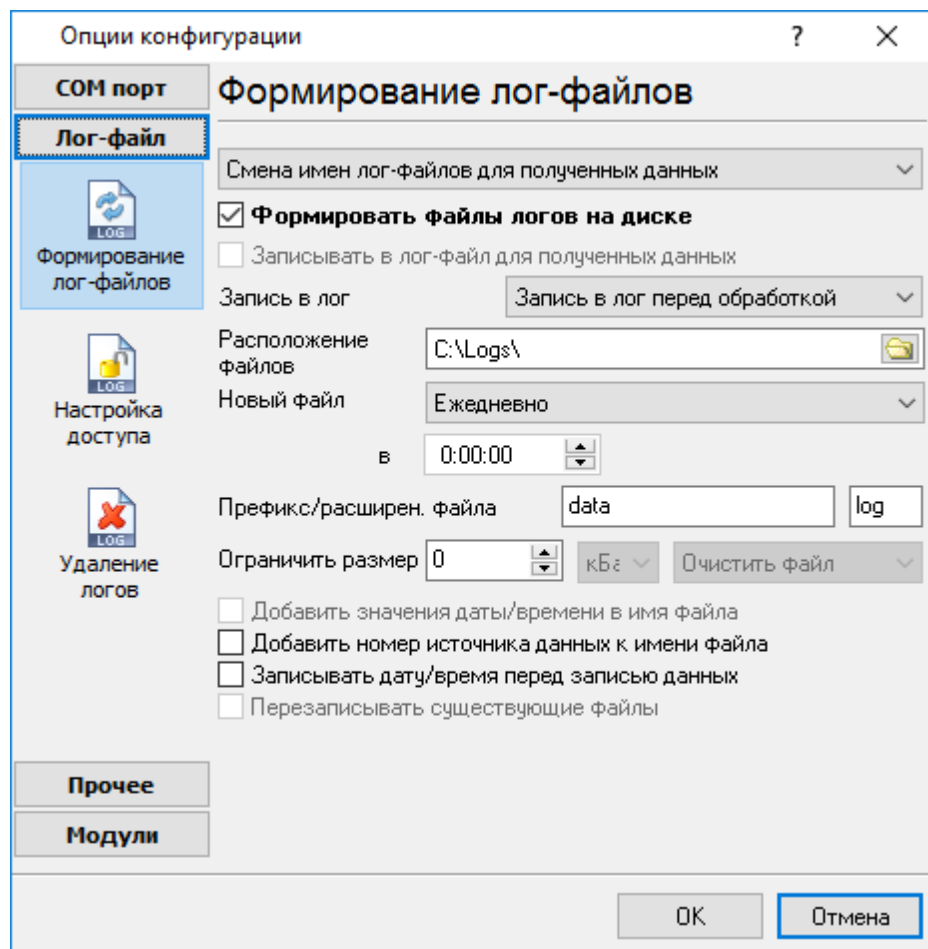 Опции конфигурации
?
COM порт
Лог-файл
LOG
Формирование
лог-файлов
LOG
Настройка
доступа
LOG
Удаление
логов
Прочее
Модули
Формирование лог-файлов
Смена имен лог-файлов для полученных данных
Формировать файлы логов на диске
Записывать в лог-файл для полученных данных
Запись в лог Запись в лог перед обработкой
Расположение
файлов
C:\Logs\
Новый файл Ежедневно
в 0:00:00
Префикс/расширен. файла data log
Ограничить размер 0 кБа Очистить файл
Добавить значения даты/времени в имя файла
Добавить номер источника данных к имени файла
Записывать дату/время перед записью данных
Перезаписывать существующие файлы
OK Отмена